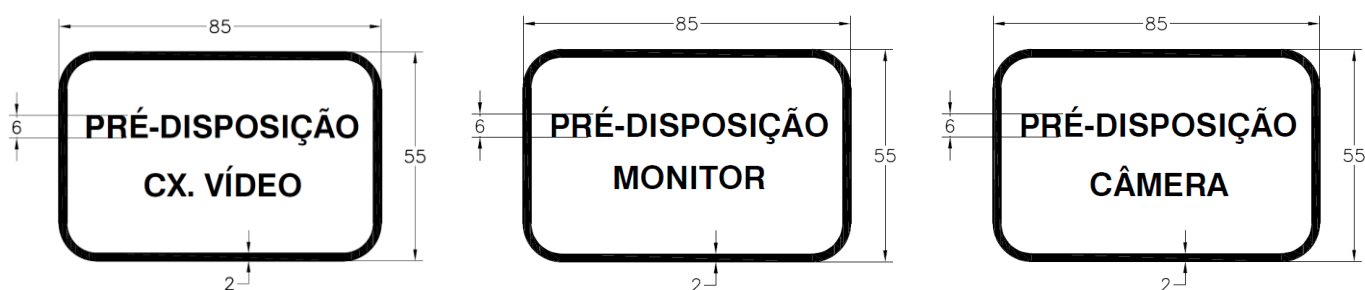 85
6
PRÉ-DISPOSIÇÃO
CX. VÍDEO
55
2
85
6
PRÉ-DISPOSIÇÃO
MONITOR
55
2
85
6
PRÉ-DISPOSIÇÃO
CÂMERA
55
2